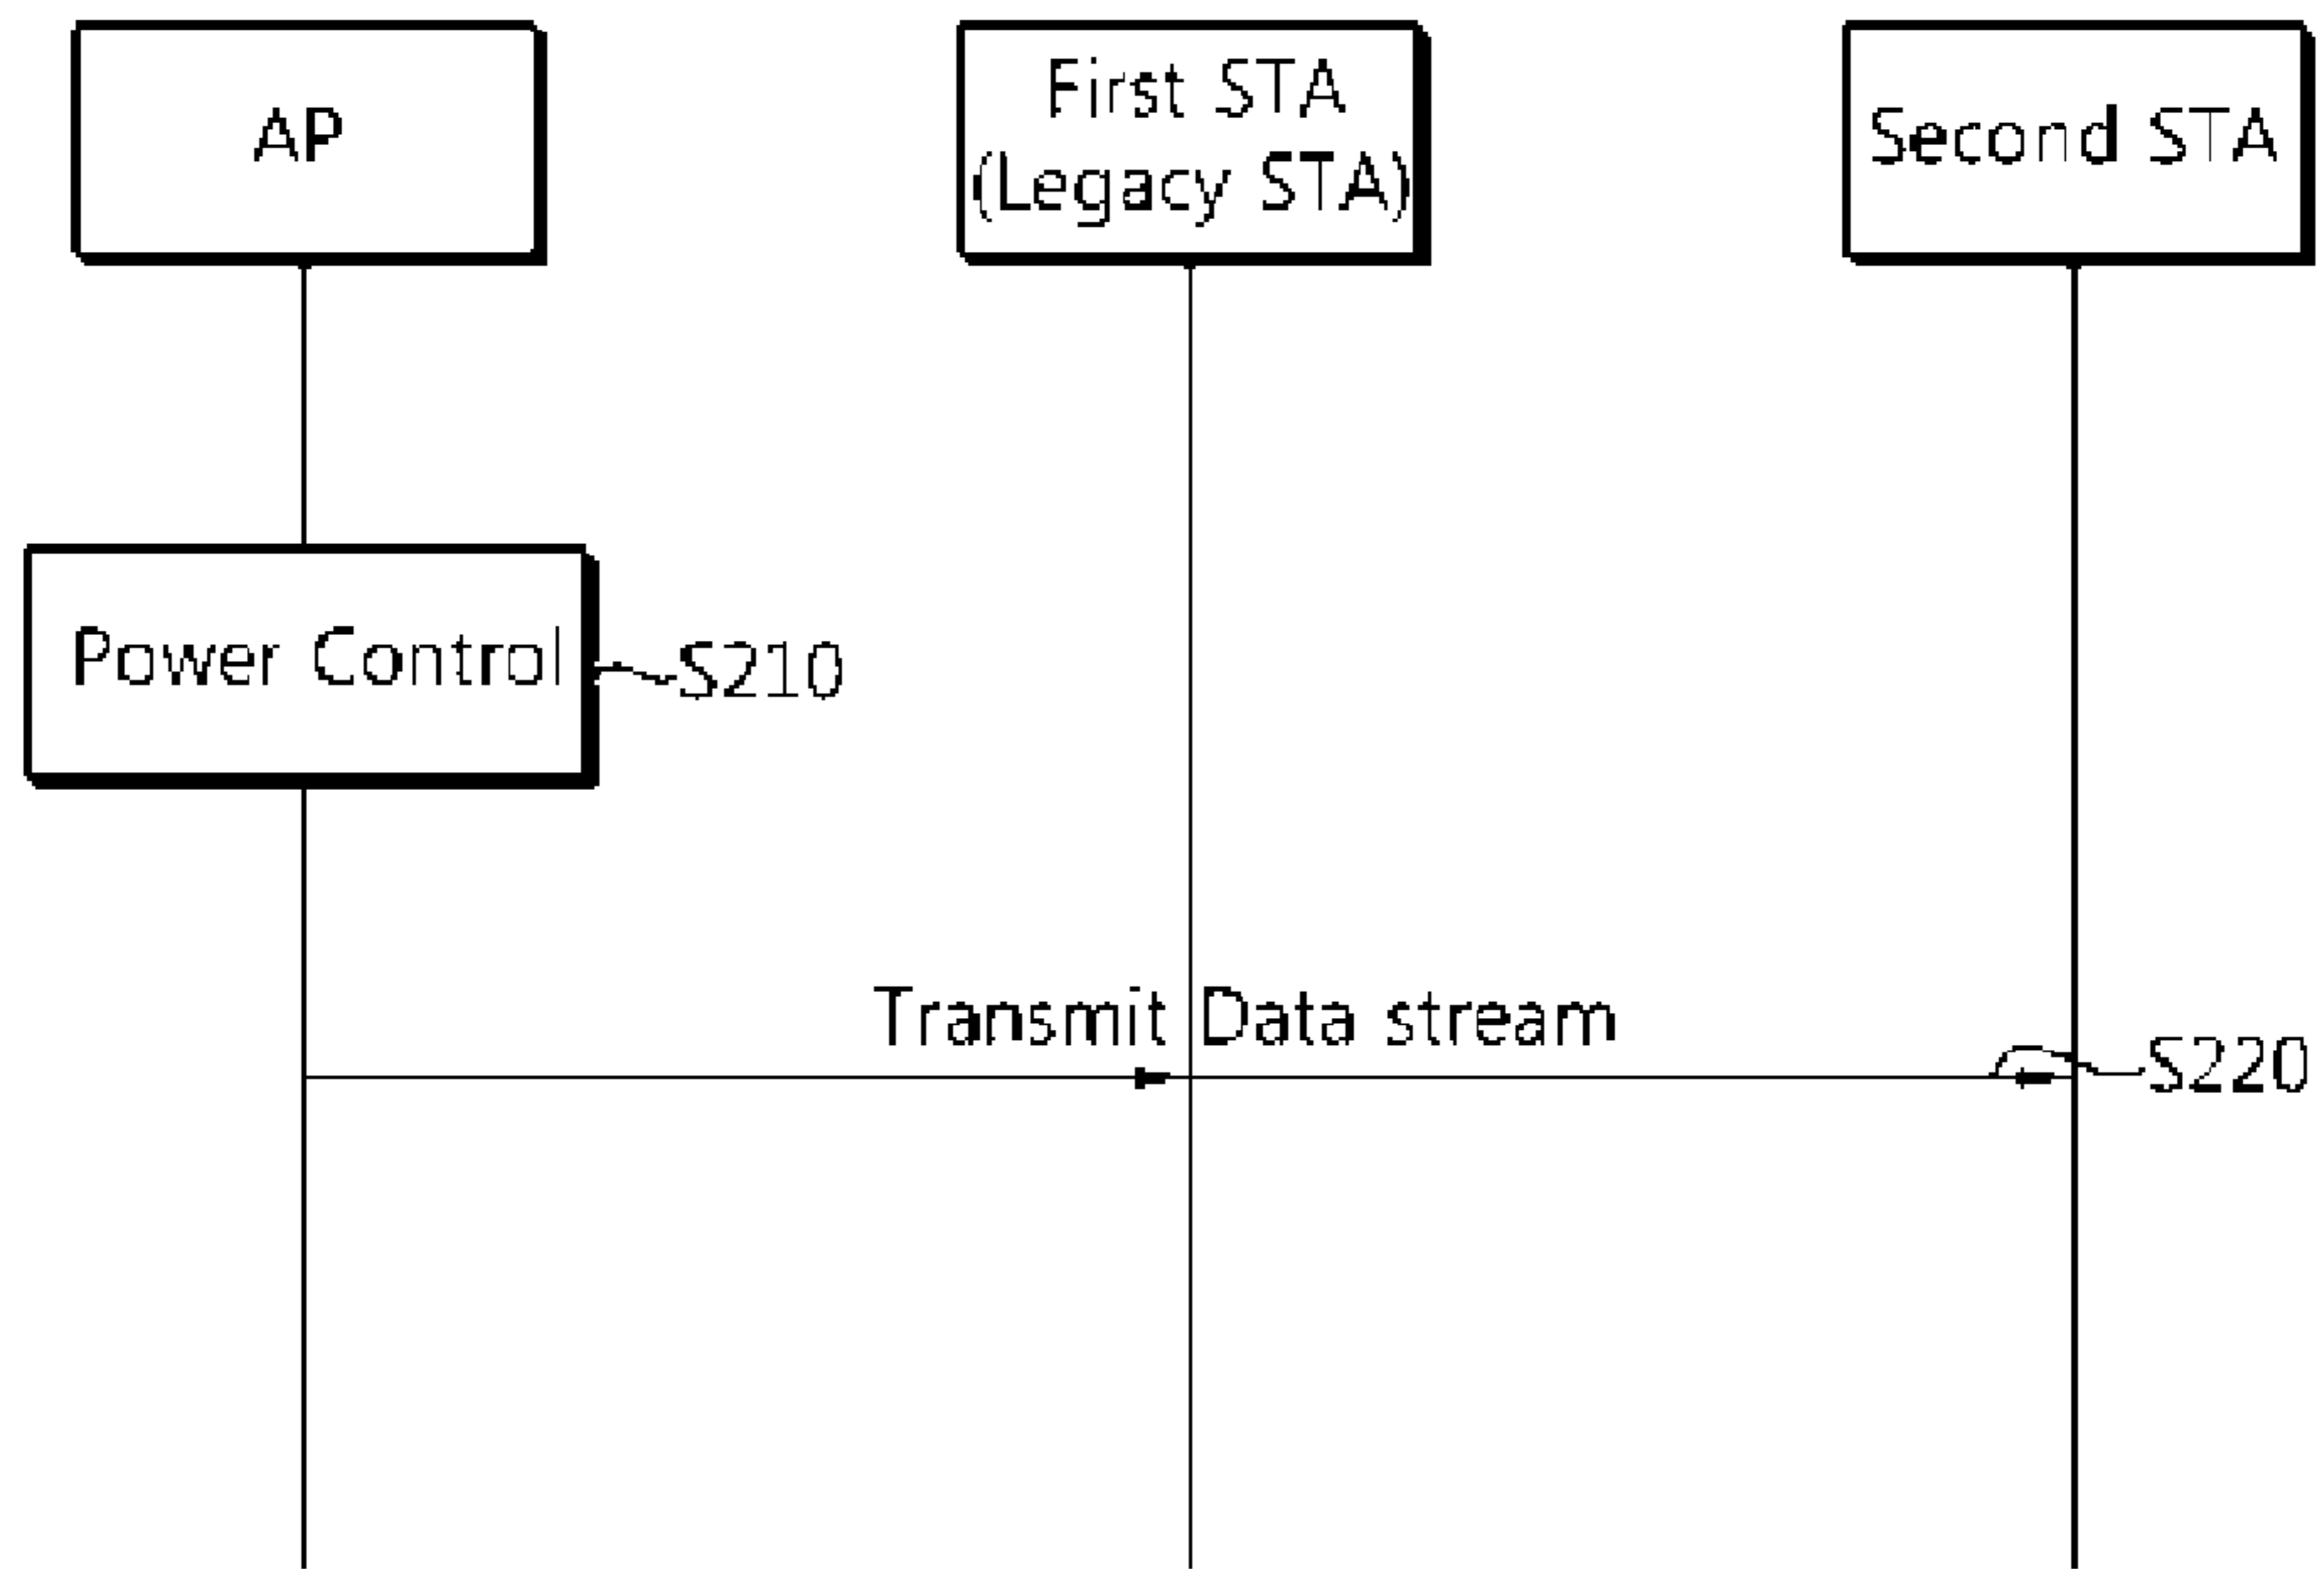 AP
First STA
(Legacy STA)
Second STA
Power Control
S210
Transmit Data stream
S220